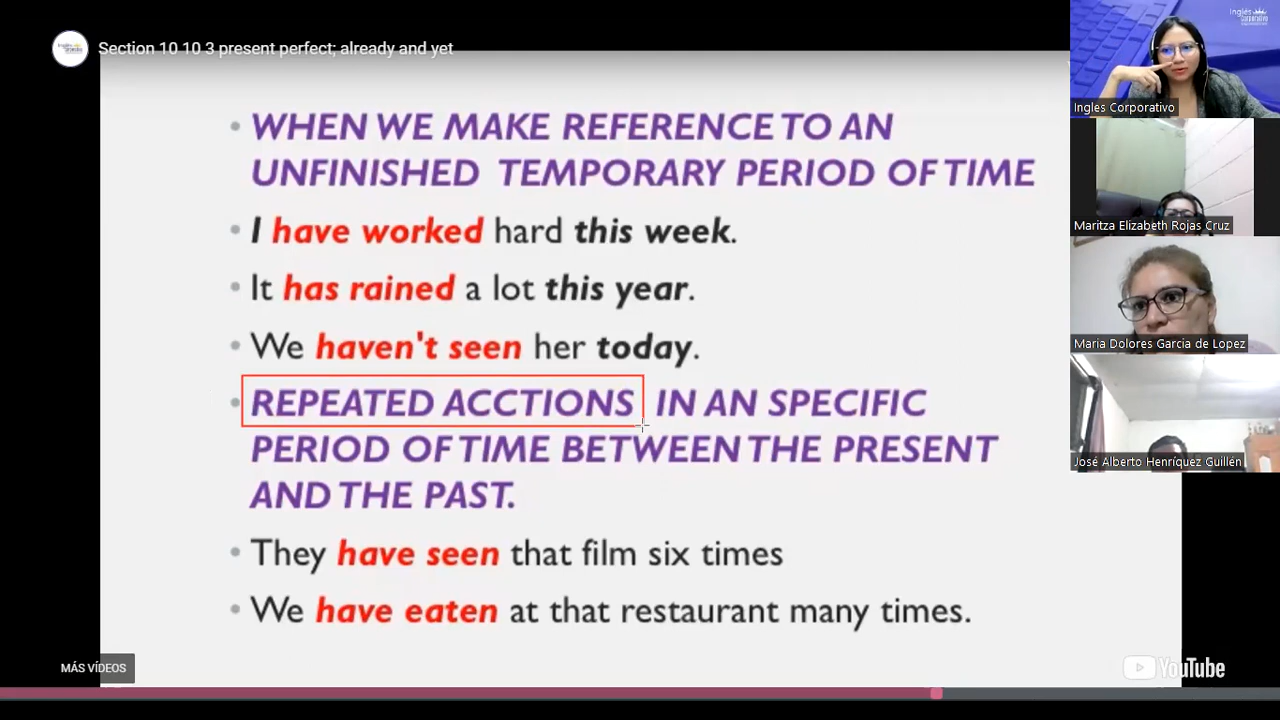 Section 10 10 3 present perfect; already and yet
WHEN WE MAKE REFERENCE TO AN
UNFINISHED TEMPORARY PERIOD OF TIME
I have worked hard this week.
It has rained a lot this year.
We haven't seen her today.
REPEATED ACCTIONS IN AN SPECIFIC
PERIOD OF TIME BETWEEN THE PRESENT
AND THE PAST.
They have seen that film six times
We have eaten at that restaurant many times.
MÁS VÍDEOS
YouTube
Inglés Corporativo
Ingles Corporativo
Maritza Elizabeth Rojas Cruz
Maria Dolores Garcia de Lopez
José Alberto Henríquez Guillén